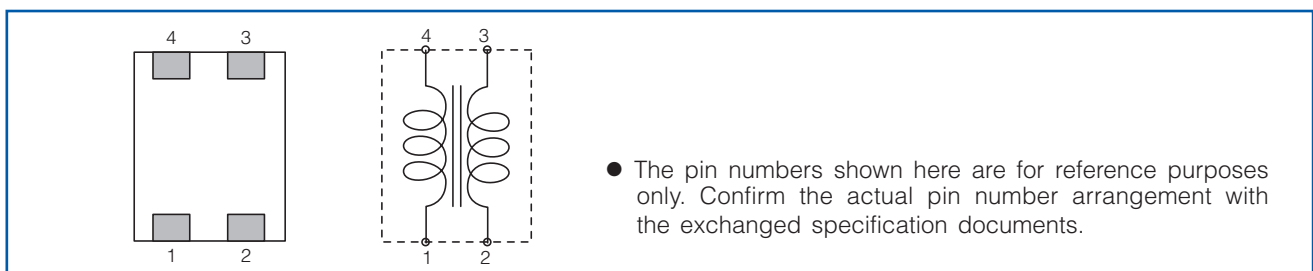 4 3
4 3
1 2
1 2
● The pin numbers shown here are for reference purposes
only. Confirm the actual pin number arrangement with
the exchanged specification documents.